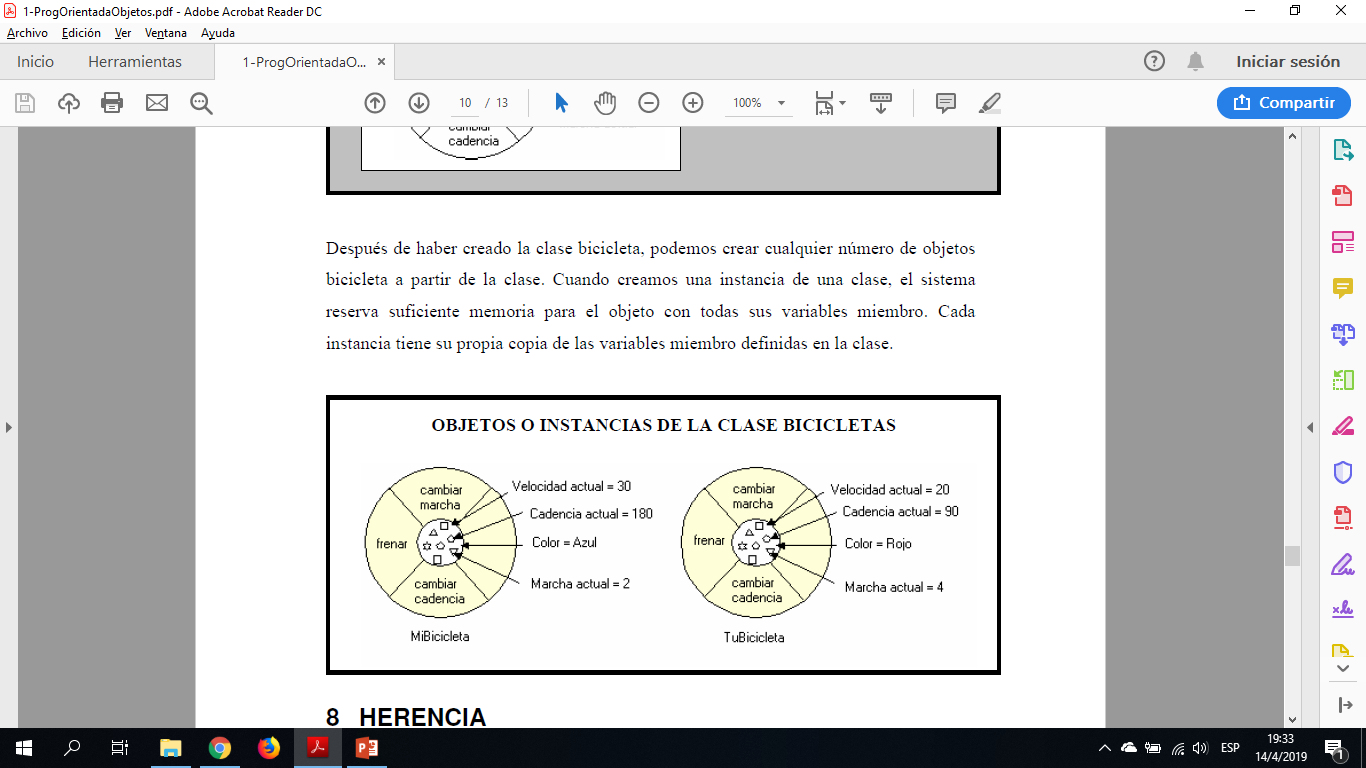 1-ProgOrientadaObjetos.pdf - Adobe Acrobat Reader DC
Archivo Edición Ver Ventana Ayuda
Inicio Herramientas 1-ProgOrientadaO... × Iniciar sesión
10 / 13 100% Compartir
cambiar
cadencia
Después de haber creado la clase bicicleta, podemos crear cualquier número de objetos
bicicleta a partir de la clase. Cuando creamos una instancia de una clase, el sistema
reserva suficiente memoria para el objeto con todas sus variables miembro. Cada
instancia tiene su propia copia de las variables miembro definidas en la clase.
OBJETOS O INSTANCIAS DE LA CLASE BICICLETAS
cambiar
marcha
frenar
cambiar
cadencia
Velocidad actual = 30
Cadencia actual = 180
Color = Azul
Marcha actual = 2
MiBicicleta
cambiar
marcha
frenar
cambiar
cadencia
Velocidad actual = 20
Cadencia actual = 90
Color = Rojo
Marcha actual = 4
TuBicicleta
8 HERENCIA
ESP
19:33
14/4/2019
1